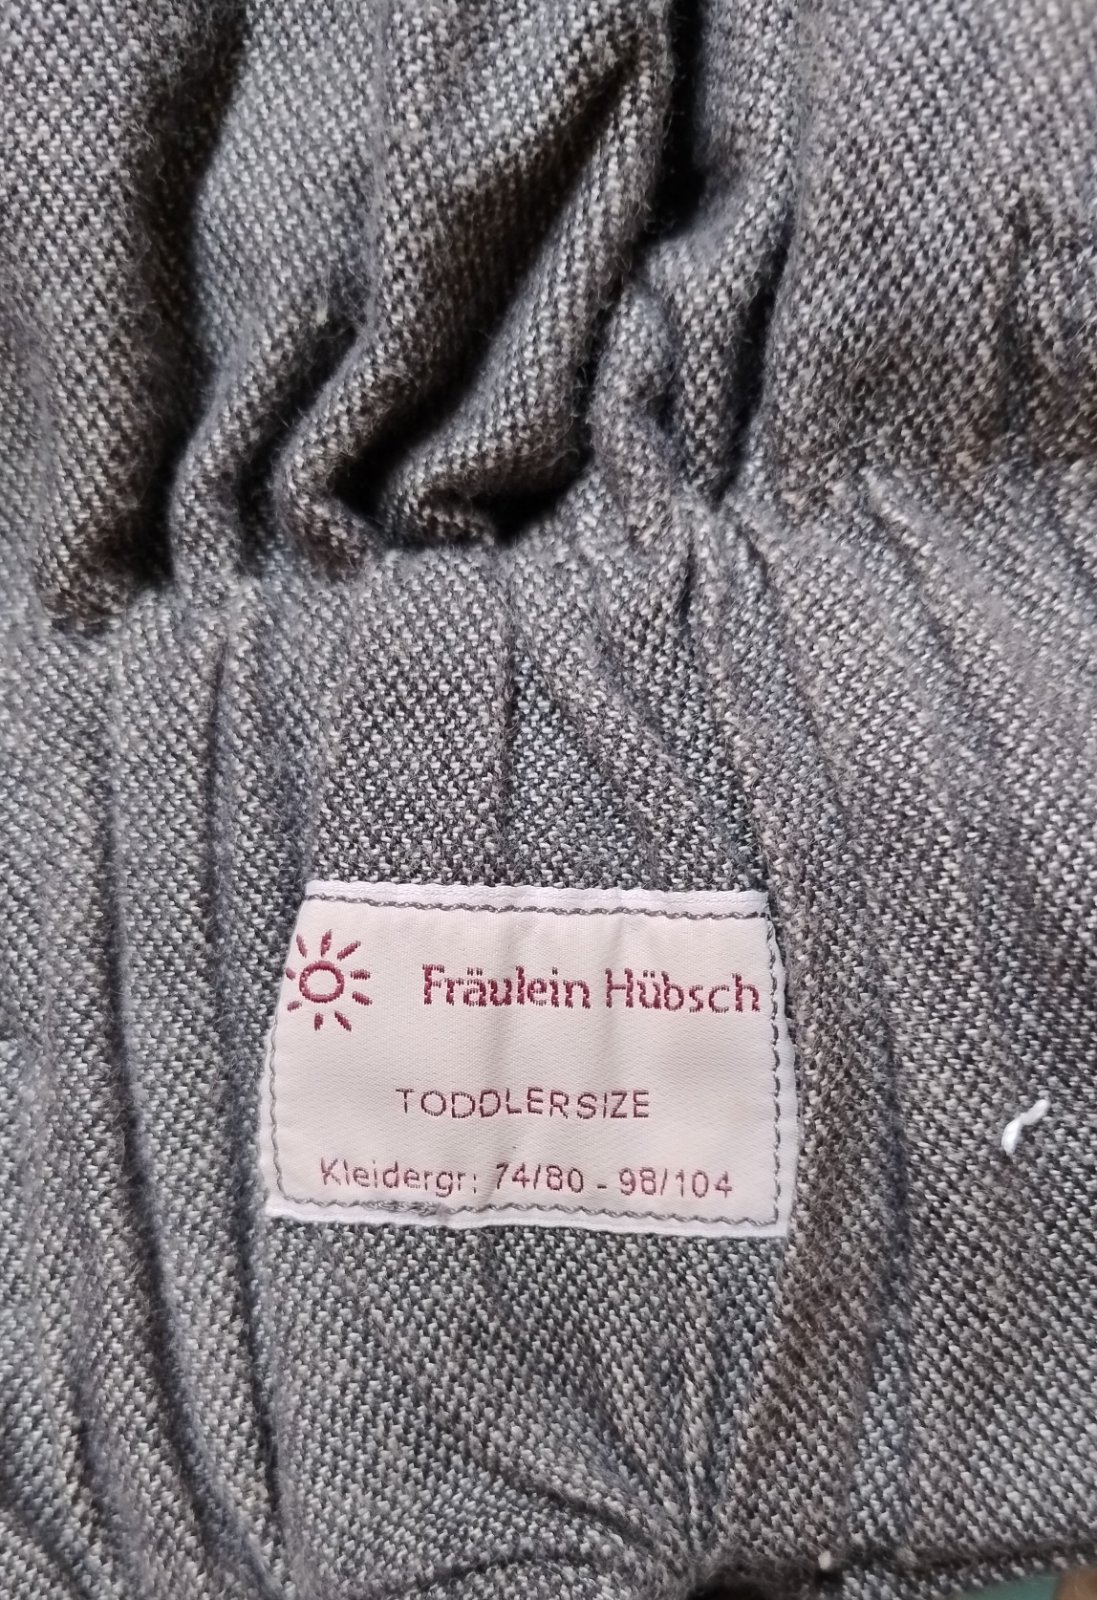 Fräulein Hübsch
TODDLERSIZE
Kleidergr: 74/80 - 98/104